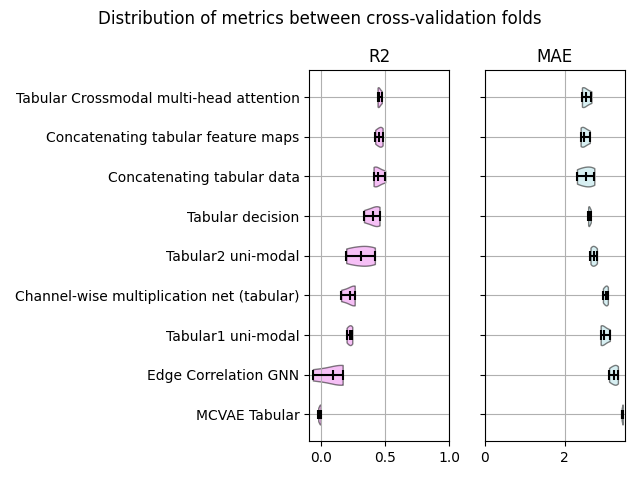 Distribution of metrics between cross-validation folds
R2
MAE
Tabular Crossmodal multi-head attention
Concatenating tabular feature maps
Concatenating tabular data
Tabular decision
Tabular2 uni-modal
Channel-wise multiplication net (tabular)
Tabular1 uni-modal
Edge Correlation GNN
MCVAE Tabular
0.0 0.5 1.0
0 2